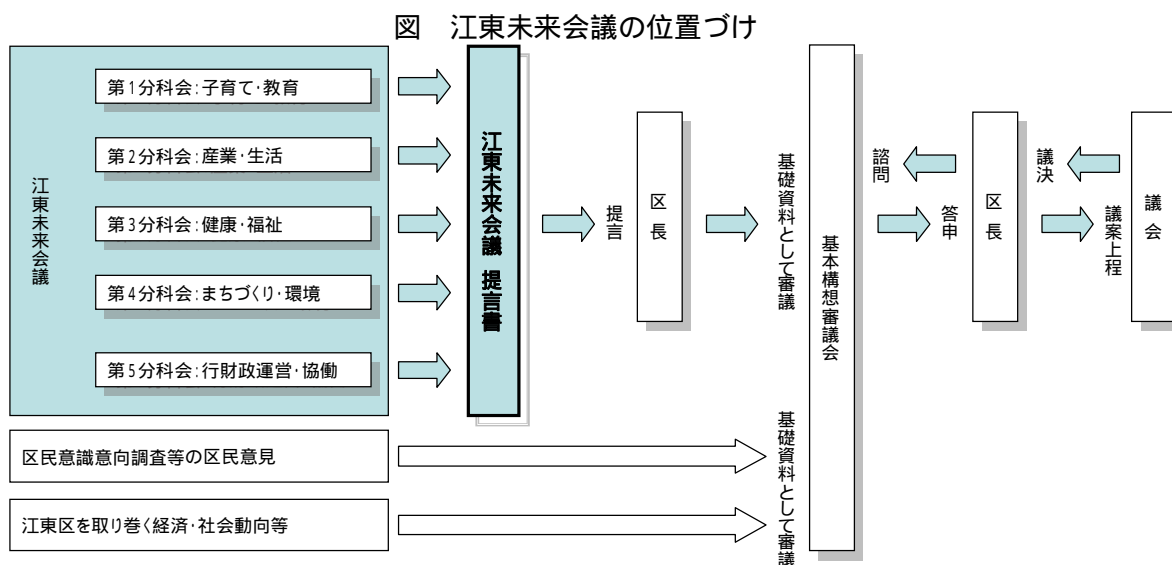 図 江東未来会議の位置づけ
江東未来会議
第1分科会:子育て・教育
第2分科会:産業・生活
第3分科会:健康・福祉
第4分科会:まちづくり・環境
第5分科会:行財政運営・協働
江東未来会議 提言書
提言
区長
基礎資料として審議
基本構想審議会
諮問
答申
区長
議決
議案上程
議会
区民意識意向調査等の区民意見
江東区を取り巻く経済・社会動向等
基礎資料として審議